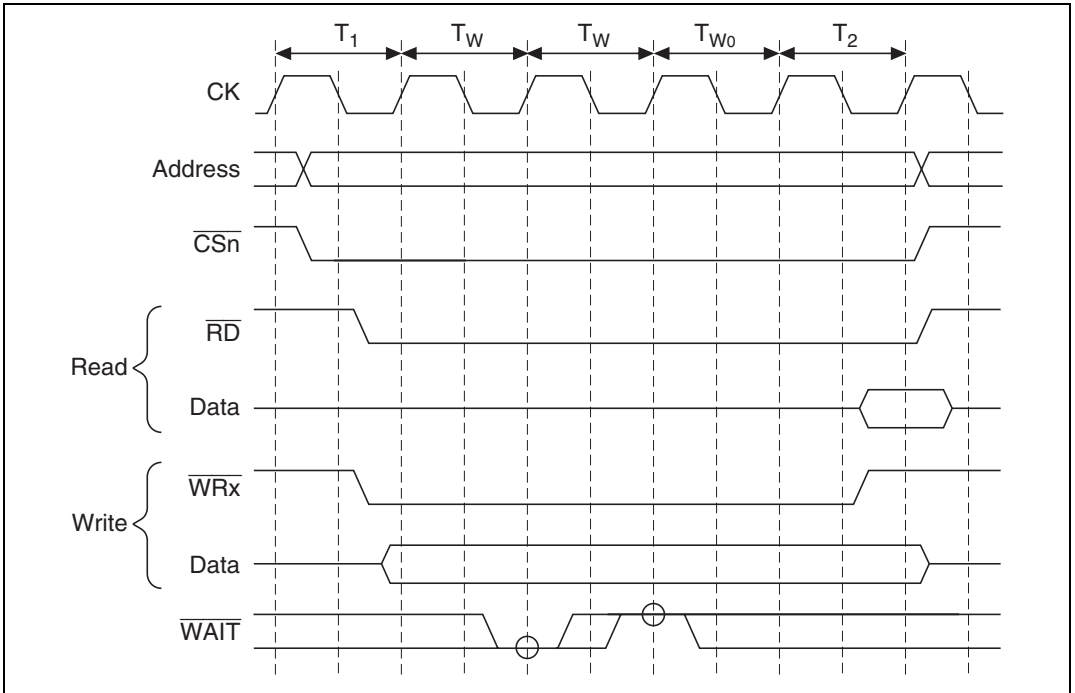 T1 TW TW TW0 T2
CK
Address
CSn
RD
Read
Data
WRx
Write
Data
WAIT